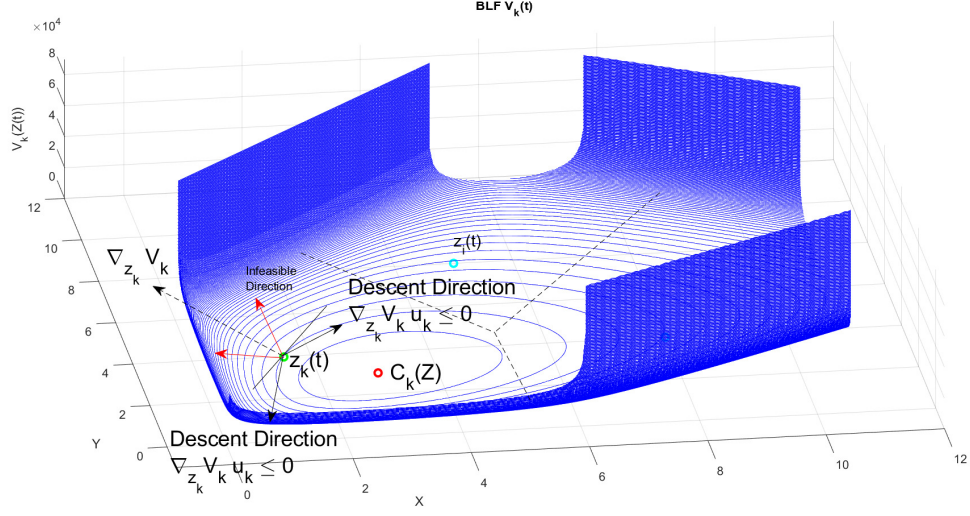 BLF V_k(t)
×10^4
8
6
4
2
0
V_k(Z(t))
12
10
8
6
4
2
0
Y
0
2
4
6
8
10
12
X
∇_{z_k} V_k
Infeasible
Direction
z_i(t)
Descent Direction
∇_{z_k} V_k u_k ≤ 0
z_k(t)
C_k(Z)
Descent Direction
∇_{z_k} V_k u_k ≤ 0